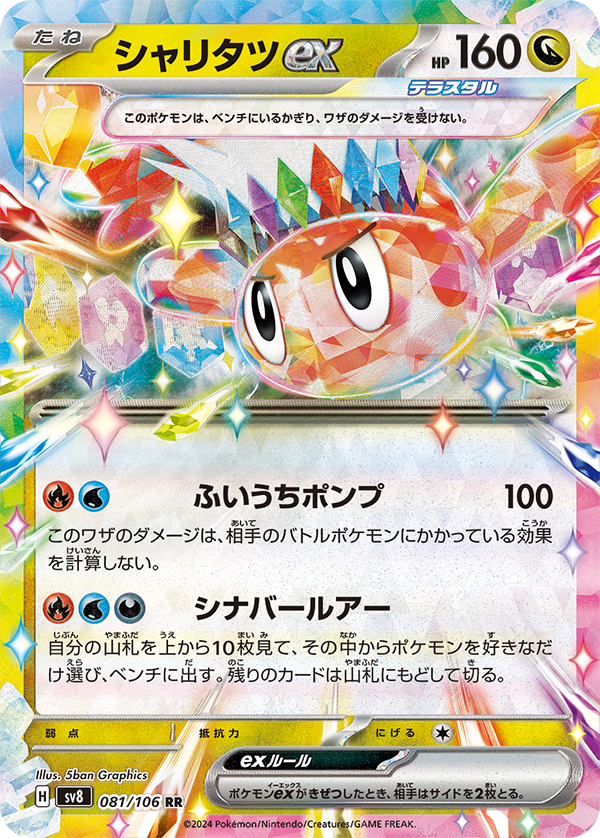 たね
シャリタツex
HP 160
テラスタル
このポケモンは、ベンチにいるかぎり、ワザのダメージを受けない。
ふいうちポンプ 100
このワザのダメージは、相手のバトルポケモンにかかっている効果
を計算しない。
シナバールアー
自分の山札を上から10枚見て、その中からポケモンを好きなだ
け選び、ベンチに出す。残りのカードは山札にもどして切る。
弱点 抵抗力 にげる
exルール
ポケモンexがきぜつしたとき、相手はサイドを2枚とる。
Illus. 5ban Graphics
H sv8 081/106 RR
©2024 Pokémon/Nintendo/Creatures/GAME FREAK.